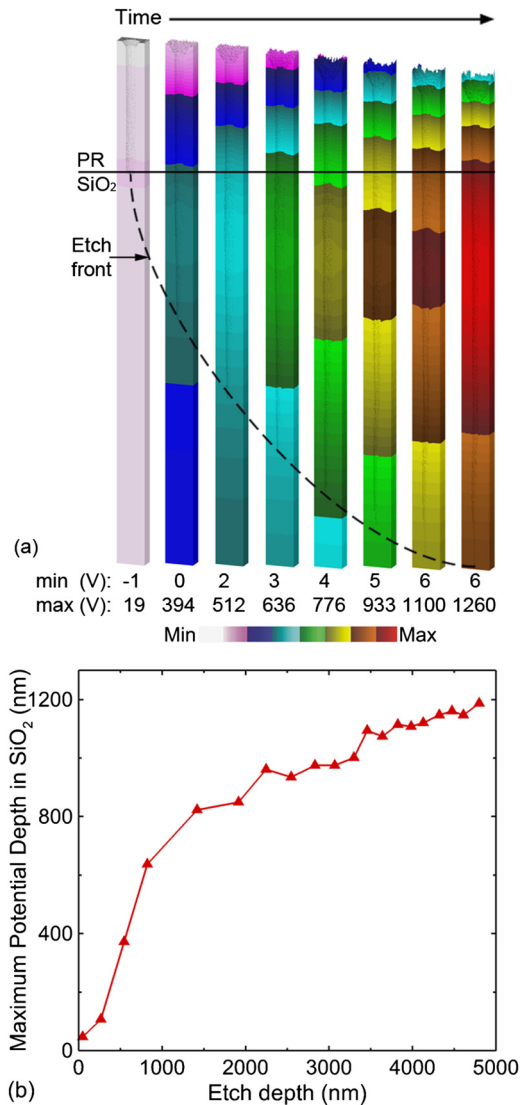 Time
PR
SiO₂
Etch
front
(a)
min (V): -1 0 2 3 4 5 6 6
max (V): 19 394 512 636 776 933 1100 1260
Min Max
1200
800
400
0
Maximum Potential Depth in SiO₂ (nm)
0 1000 2000 3000 4000 5000
(b) Etch depth (nm)